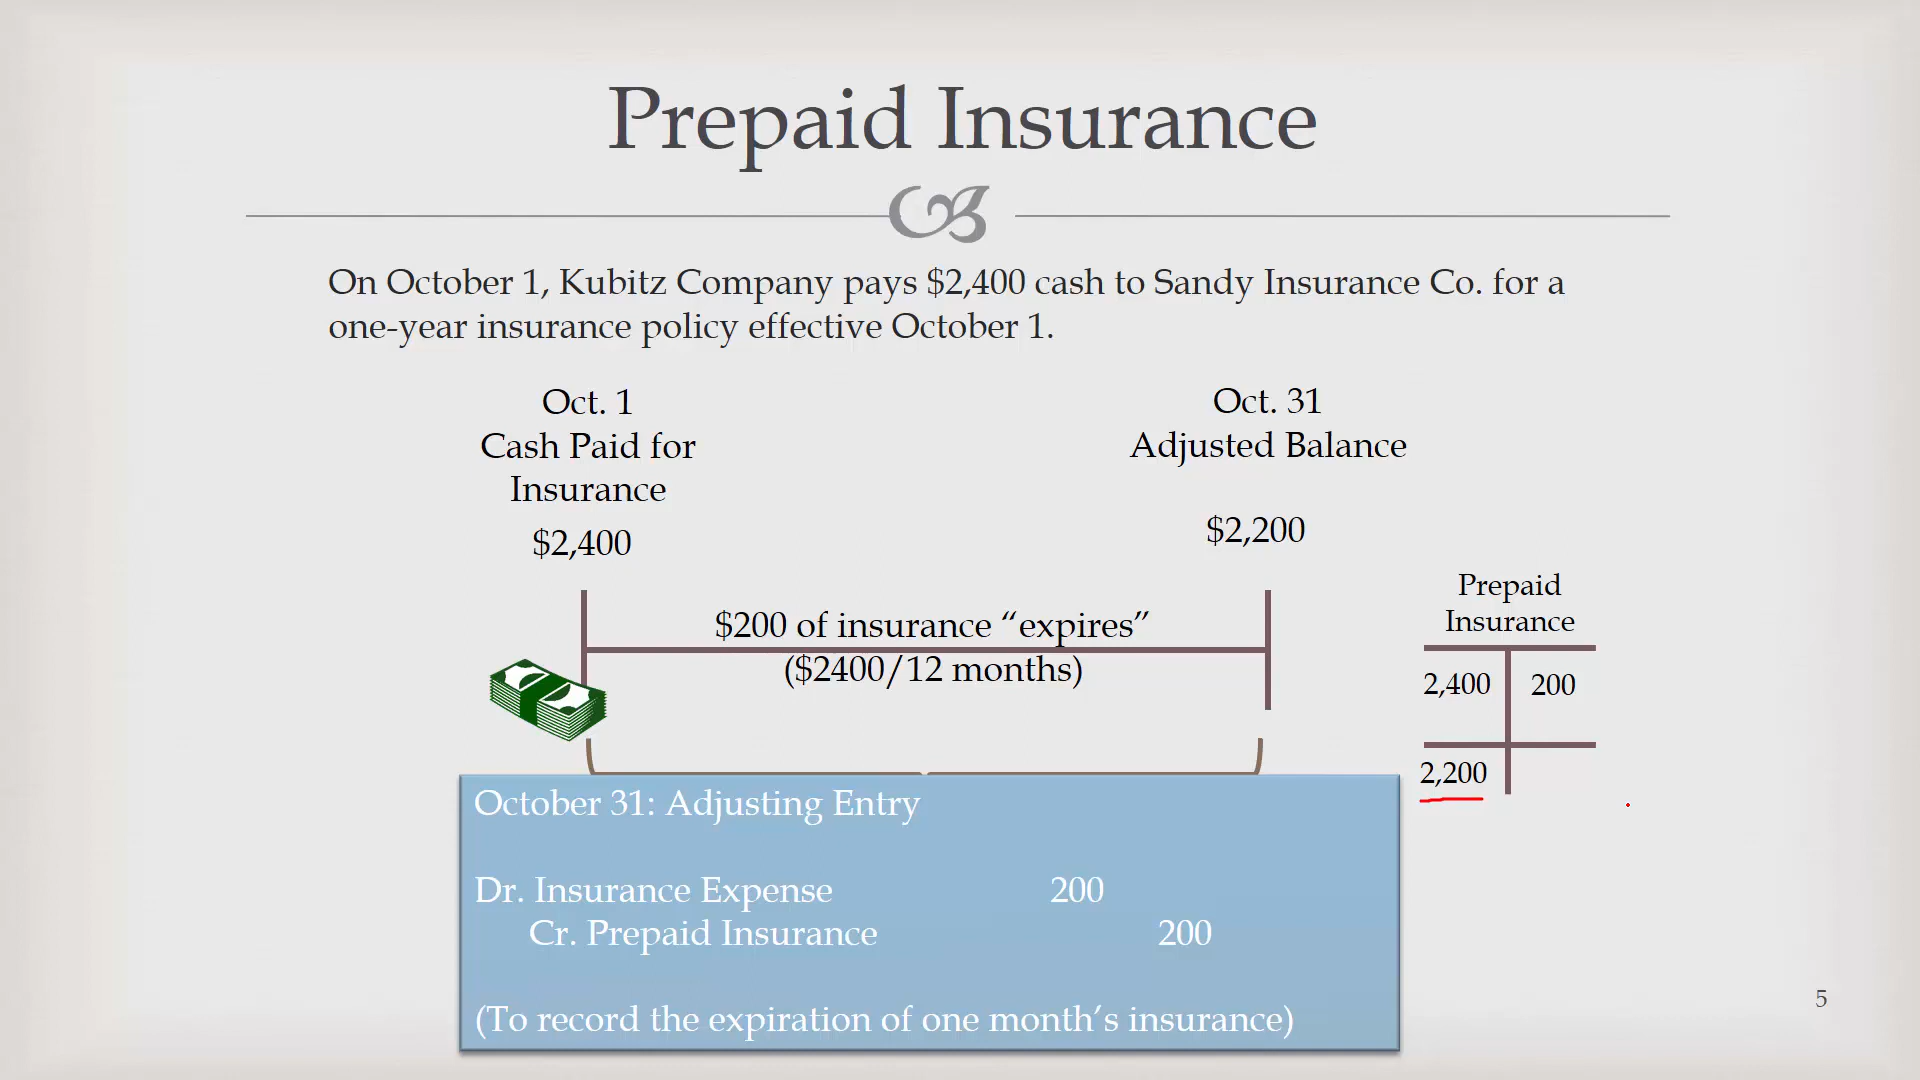 Prepaid Insurance
On October 1, Kubitz Company pays $2,400 cash to Sandy Insurance Co. for a
one-year insurance policy effective October 1.
Oct. 1
Cash Paid for
Insurance
$2,400
Oct. 31
Adjusted Balance
$2,200
$200 of insurance “expires”
($2400/12 months)
Prepaid
Insurance
2,400 200
2,200
October 31: Adjusting Entry
Dr. Insurance Expense 200
Cr. Prepaid Insurance 200
(To record the expiration of one month’s insurance)
5